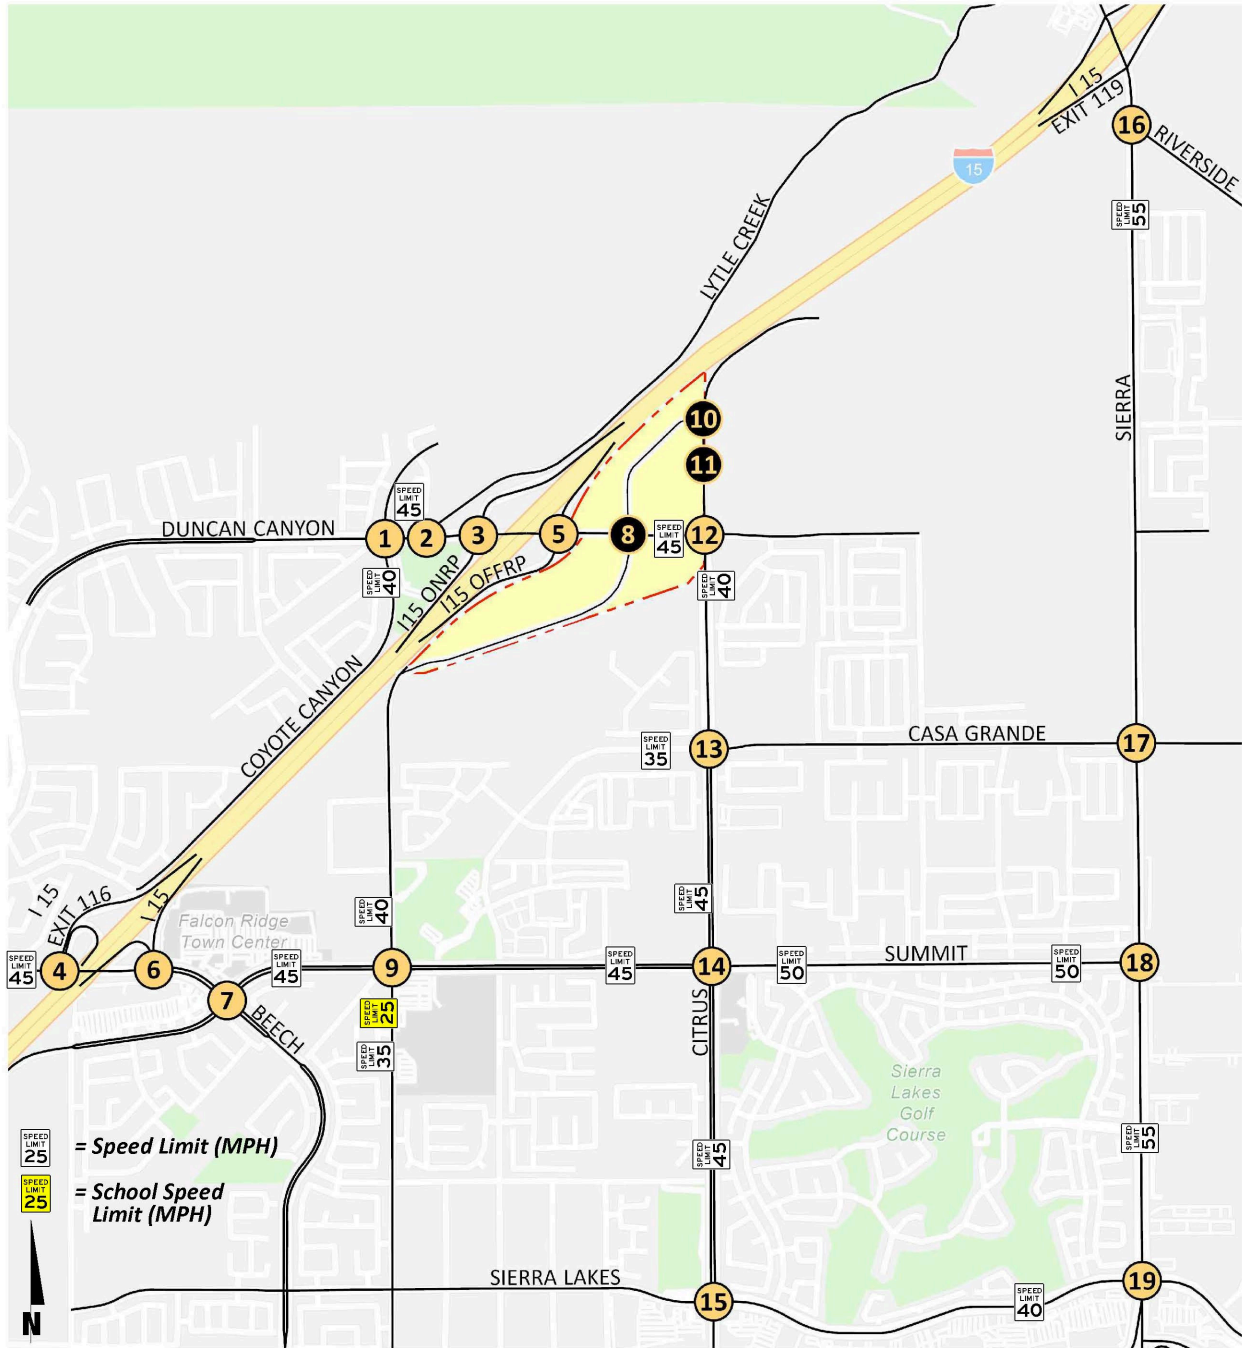 I 15
EXIT 119
16
RIVERSIDE
15
SPEED LIMIT 55
LYTLE CREEK
SIERRA
10
11
SPEED LIMIT 45
DUNCAN CANYON
1
2
3
5
8
SPEED LIMIT 45
12
SPEED LIMIT 40
I15 ONRP
I15 OFFRP
SPEED LIMIT 40
COYOTE CANYON
SPEED LIMIT 35
13
CASA GRANDE
17
I 15
EXIT 116
I 15
Falcon Ridge
Town Center
SPEED LIMIT 40
SPEED LIMIT 45
SPEED LIMIT 45
4
6
7
SPEED LIMIT 45
9
SPEED LIMIT 45
14
SPEED LIMIT 50
SUMMIT
SPEED LIMIT 50
18
BEECH
SPEED LIMIT 25
SPEED LIMIT 35
CITRUS
Sierra
Lakes
Golf
Course
SPEED LIMIT 45
SPEED LIMIT 55
SPEED LIMIT 25 = Speed Limit (MPH)
SPEED LIMIT 25 = School Speed
Limit (MPH)
N
SIERRA LAKES
15
SPEED LIMIT 40
19